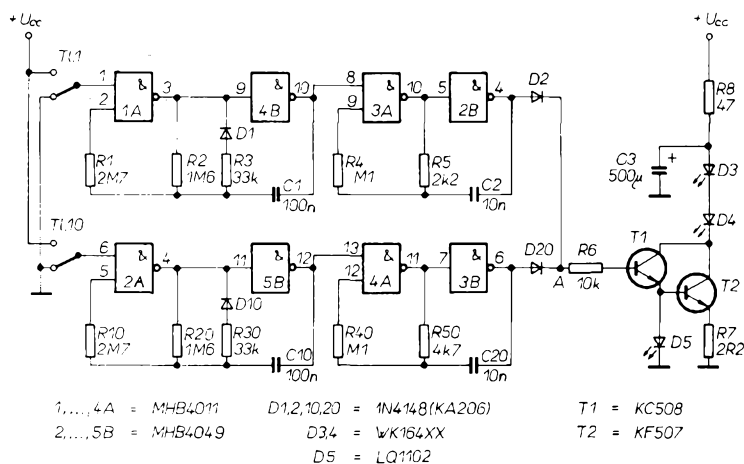 + Ucc
+ Ucc
TL1
1
2
&
1A
3
9
&
4B
10
8
9
&
3A
10
5
&
2B
4
D2
R8
47
D1
R1
2M7
R2
1M6
R3
33k
C1
100n
R4
M1
R5
2k2
C2
10n
C3
500µ
+
D3
D4
TL10
6
5
&
2A
4
11
&
5B
12
13
12
&
4A
11
7
&
3B
6
D20
A
R6
10k
T1
T2
D10
R10
2M7
R20
1M6
R30
33k
C10
100n
R40
M1
R50
4k7
C20
10n
D5
R7
2R2
1,...,4A = MHB4011 D1,2,10,20 = 1N4148(KA206) T1 = KC508
2,...,5B = MHB4049 D3,4 = WK164XX T2 = KF507
D5 = LQ1102